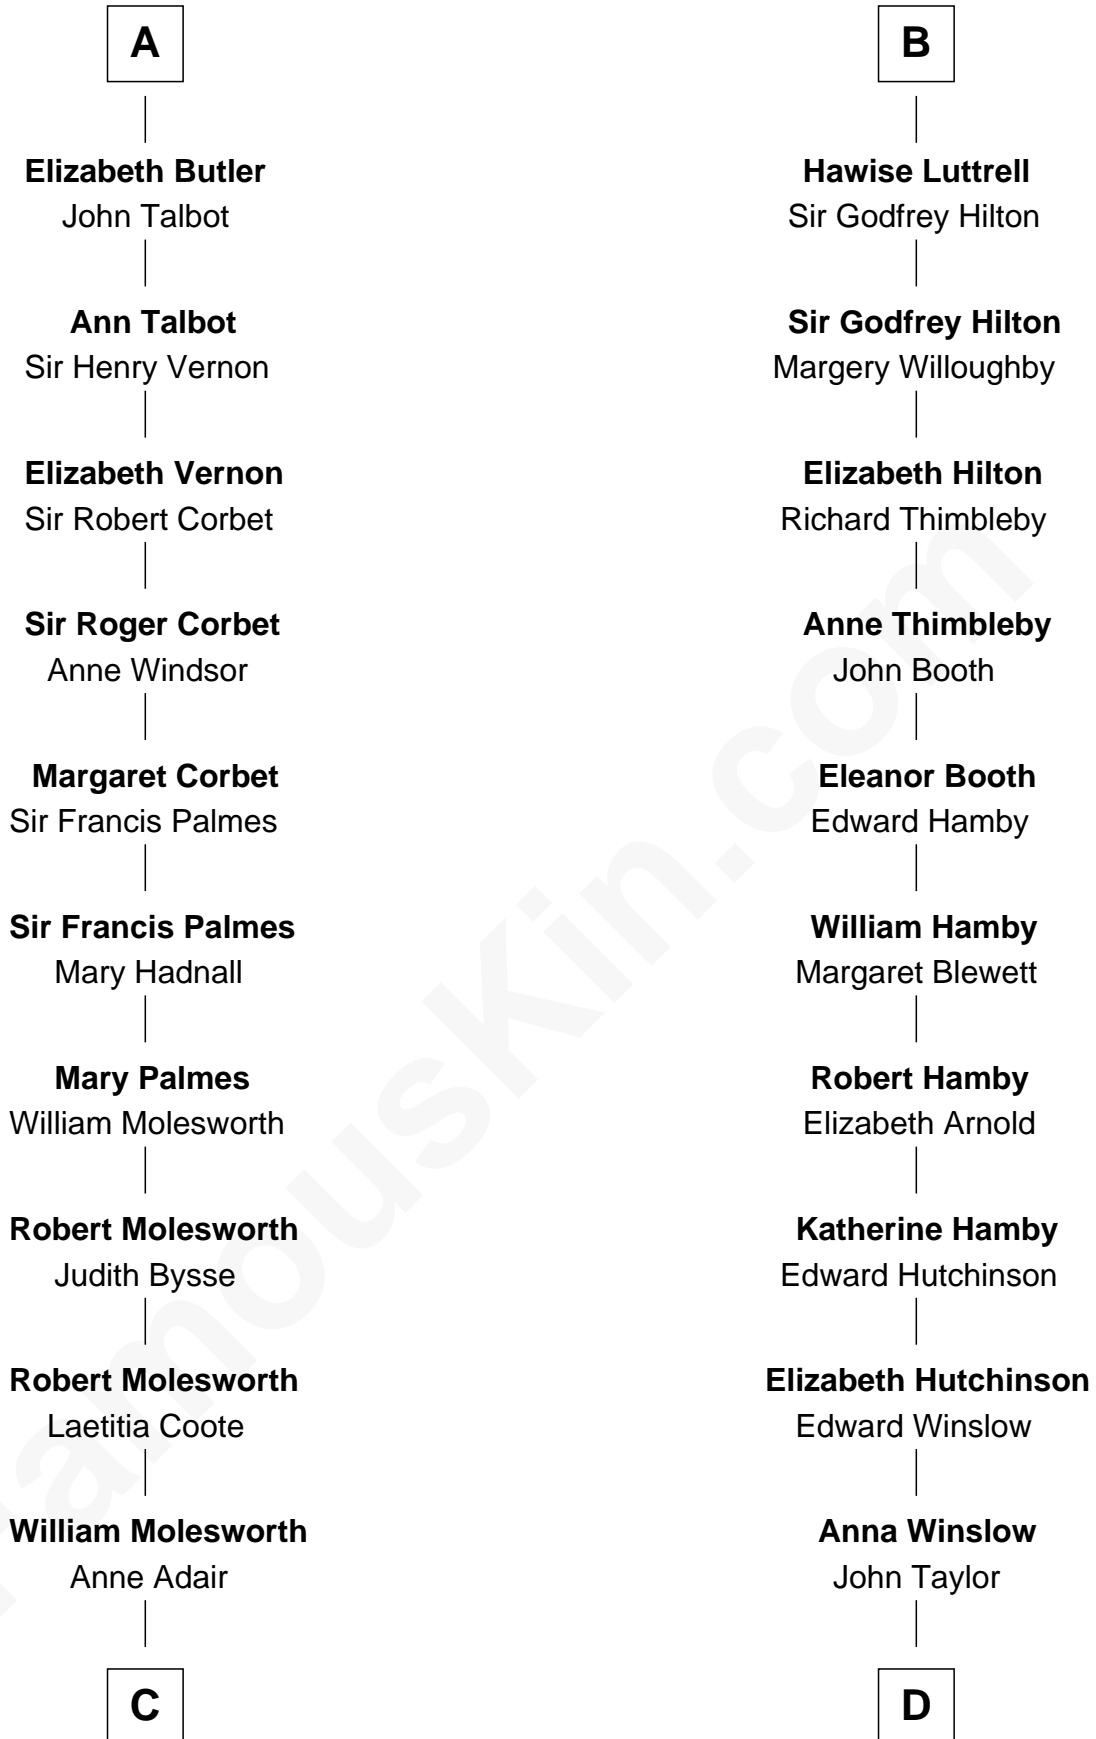 A
Elizabeth Butler
John Talbot
Ann Talbot
Sir Henry Vernon
Elizabeth Vernon
Sir Robert Corbet
Sir Roger Corbet
Anne Windsor
Margaret Corbet
Sir Francis Palmes
Sir Francis Palmes
Mary Hadnall
Mary Palmes
William Molesworth
Robert Molesworth
Judith Bysse
Robert Molesworth
Laetitia Coote
William Molesworth
Anne Adair
C
B
Hawise Luttrell
Sir Godfrey Hilton
Sir Godfrey Hilton
Margery Willoughby
Elizabeth Hilton
Richard Thimbleby
Anne Thimbleby
John Booth
Eleanor Booth
Edward Hamby
William Hamby
Margaret Blewett
Robert Hamby
Elizabeth Arnold
Katherine Hamby
Edward Hutchinson
Elizabeth Hutchinson
Edward Winslow
Anna Winslow
John Taylor
D
FamousKin.com